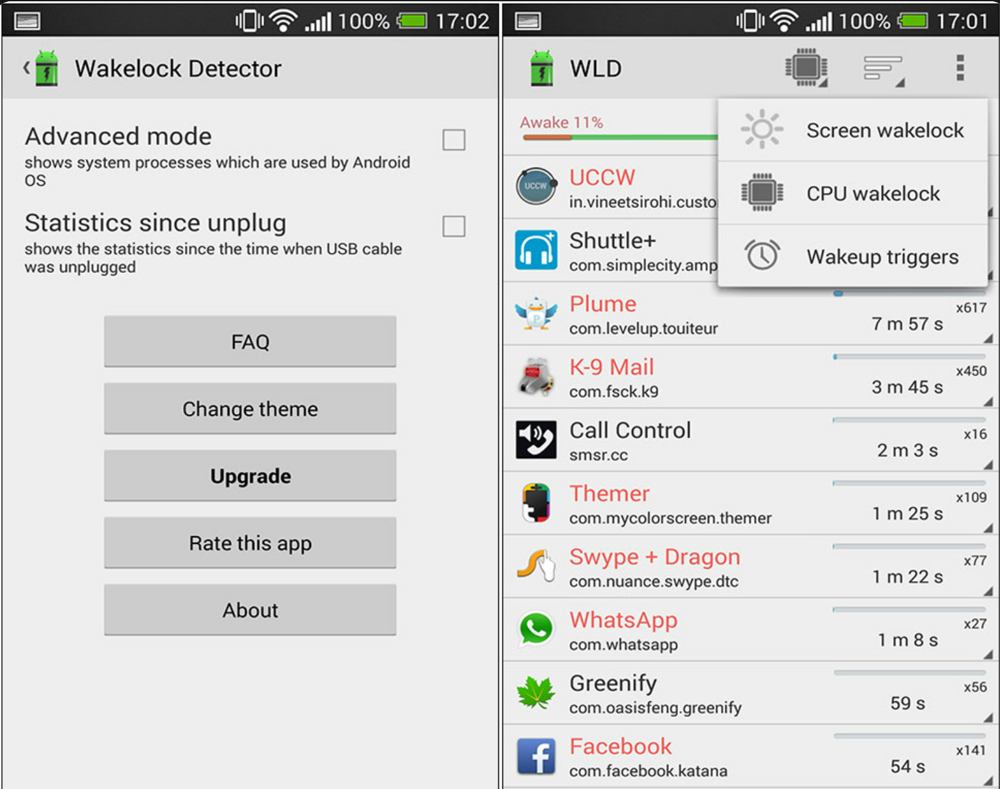 100% 17:02
Wakelock Detector
Advanced mode
shows system processes which are used by Android
OS
Statistics since unplug
shows the statistics since the time when USB cable
was unplugged
FAQ
Change theme
Upgrade
Rate this app
About
100% 17:01
WLD
Awake 11%
Screen wakelock
CPU wakelock
Wakeup triggers
UCCW
UCCW
in.vineetsirohi.custo
Shuttle+
com.simplecity.amp
P
Plume
x617
com.levelup.touiteur
7 m 57 s
K-9 Mail
x450
com.fsck.k9
3 m 45 s
Call Control
x16
smsr.cc
2 m 3 s
Themer
x109
com.mycolorscreen.themer
1 m 25 s
Swype + Dragon
x77
com.nuance.swype.dtc
1 m 22 s
WhatsApp
x27
com.whatsapp
1 m 8 s
Greenify
x56
com.oasisfeng.greenify
59 s
Facebook
x141
com.facebook.katana
54 s